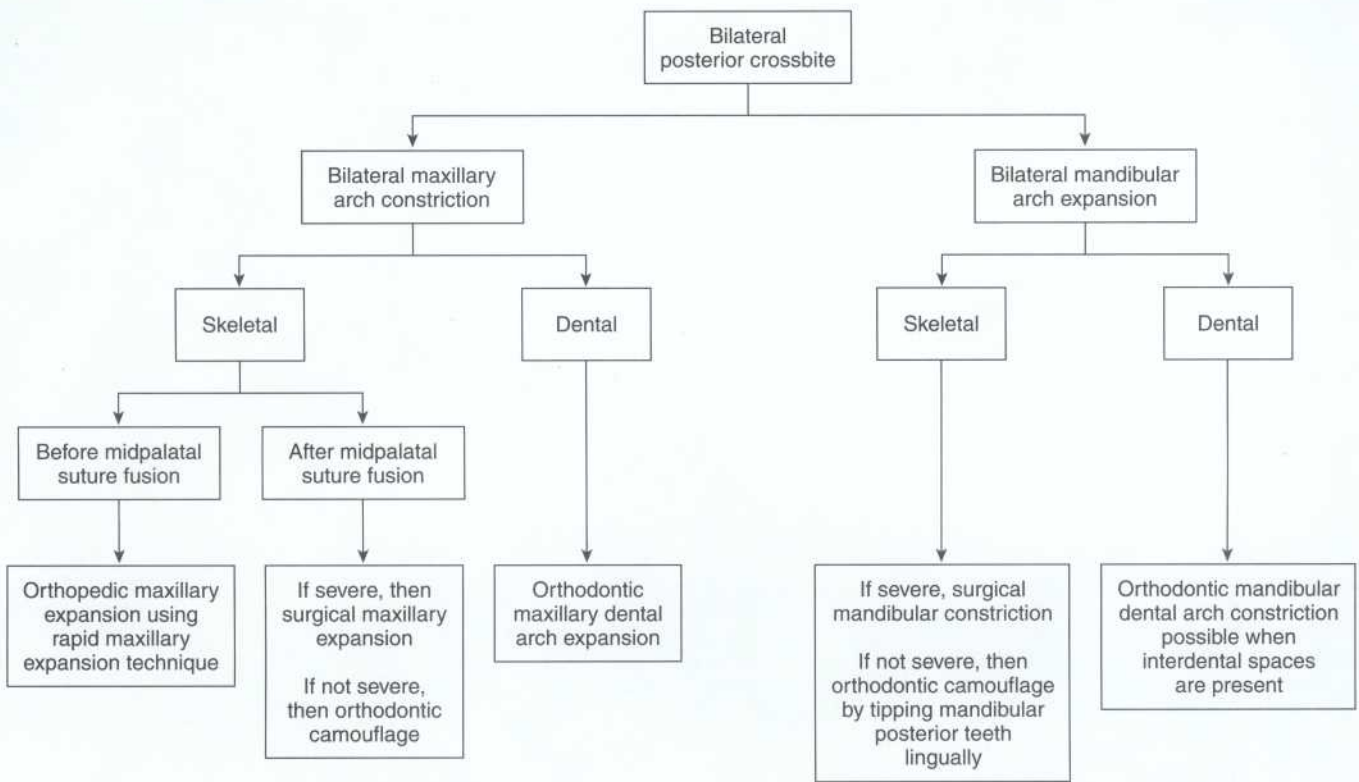 Bilateral
posterior crossbite
Bilateral maxillary
arch constriction
Bilateral mandibular
arch expansion
Skeletal
Dental
Skeletal
Dental
Before midpalatal
suture fusion
After midpalatal
suture fusion
Orthopedic maxillary
expansion using
rapid maxillary
expansion technique
If severe, then
surgical maxillary
expansion
If not severe,
then orthodontic
camouflage
Orthodontic
maxillary dental
arch expansion
If severe, surgical
mandibular constriction
If not severe, then
orthodontic camouflage
by tipping mandibular
posterior teeth
lingually
Orthodontic mandibular
dental arch constriction
possible when
interdental spaces
are present